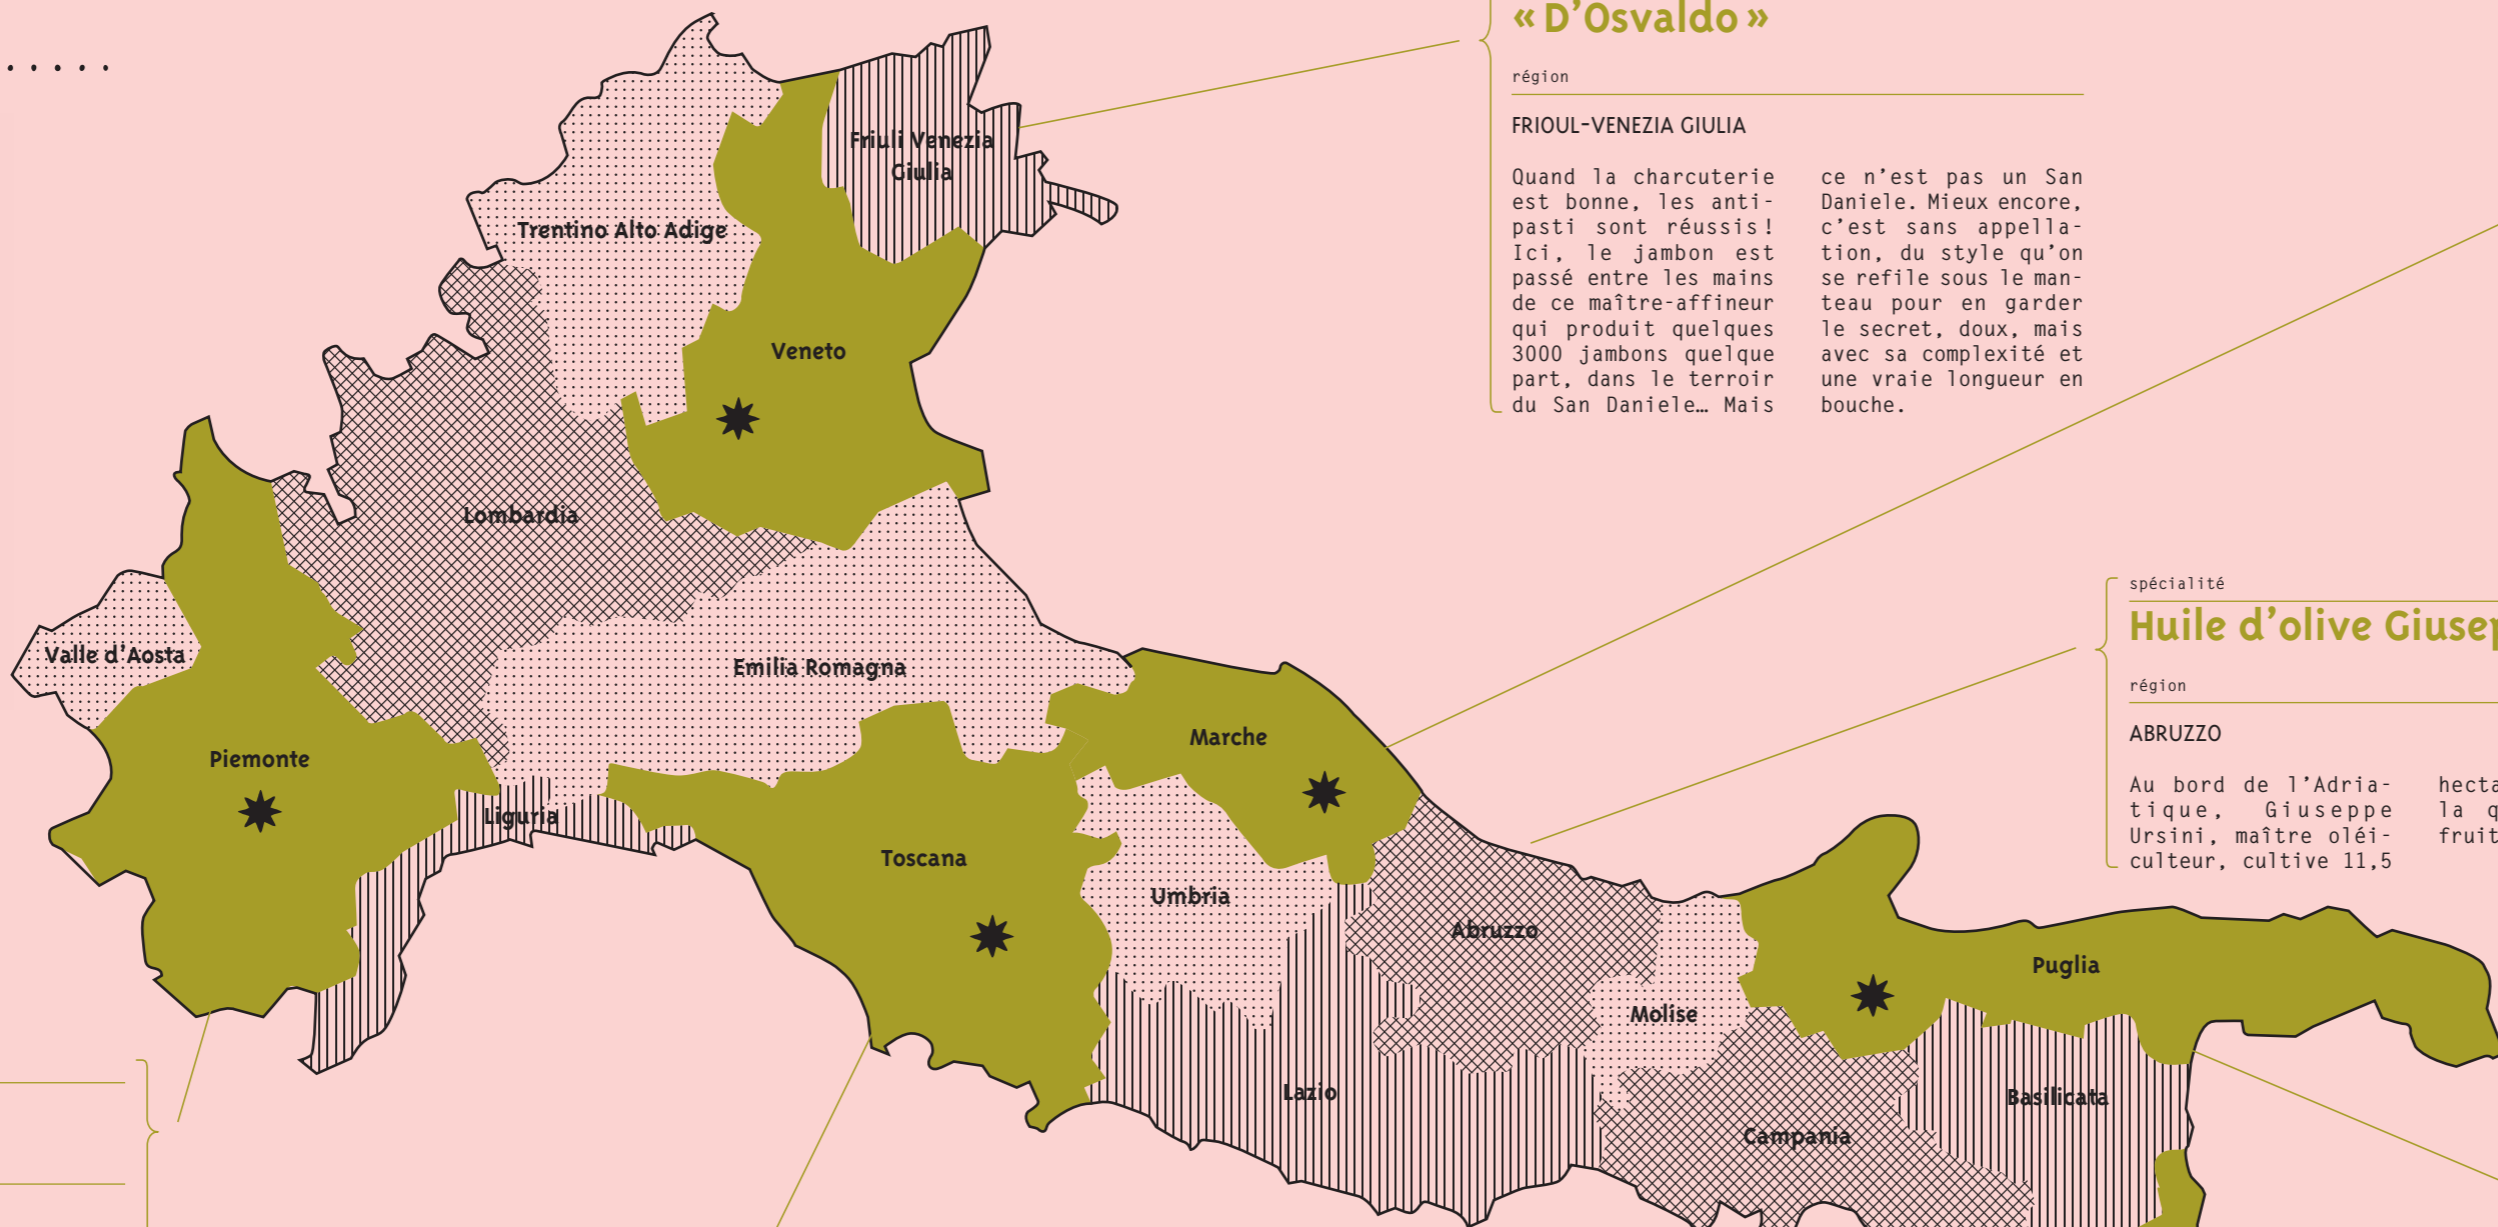 « D’Osvaldo »
région
FRIOUL-VENEZIA GIULIA
Quand la charcuterie
est bonne, les anti-
pasti sont réussis !
Ici, le jambon est
passé entre les mains
de ce maître-affineur
qui produit quelques
3000 jambons quelque
part, dans le terroir
du San Daniele… Mais
ce n’est pas un San
Daniele. Mieux encore,
c’est sans appella-
tion, du style qu’on
se refile sous le man-
teau pour en garder
le secret, doux, mais
avec sa complexité et
une vraie longueur en
bouche.
Friuli Venezia
Giulia
Trentino Alto Adige
Veneto
Lombardia
Valle d’Aosta
Emilia Romagna
Piemonte
Marche
Liguria
Toscana
Umbria
Abruzzo
Puglia
Molise
Lazio
Basilicata
Campania
spécialité
Huile d’olive
région
ABRUZZO
Au bord de l’Adria-
tique, Giuseppe
Ursini, maître oléi-
culteur, cultive 11,5
la